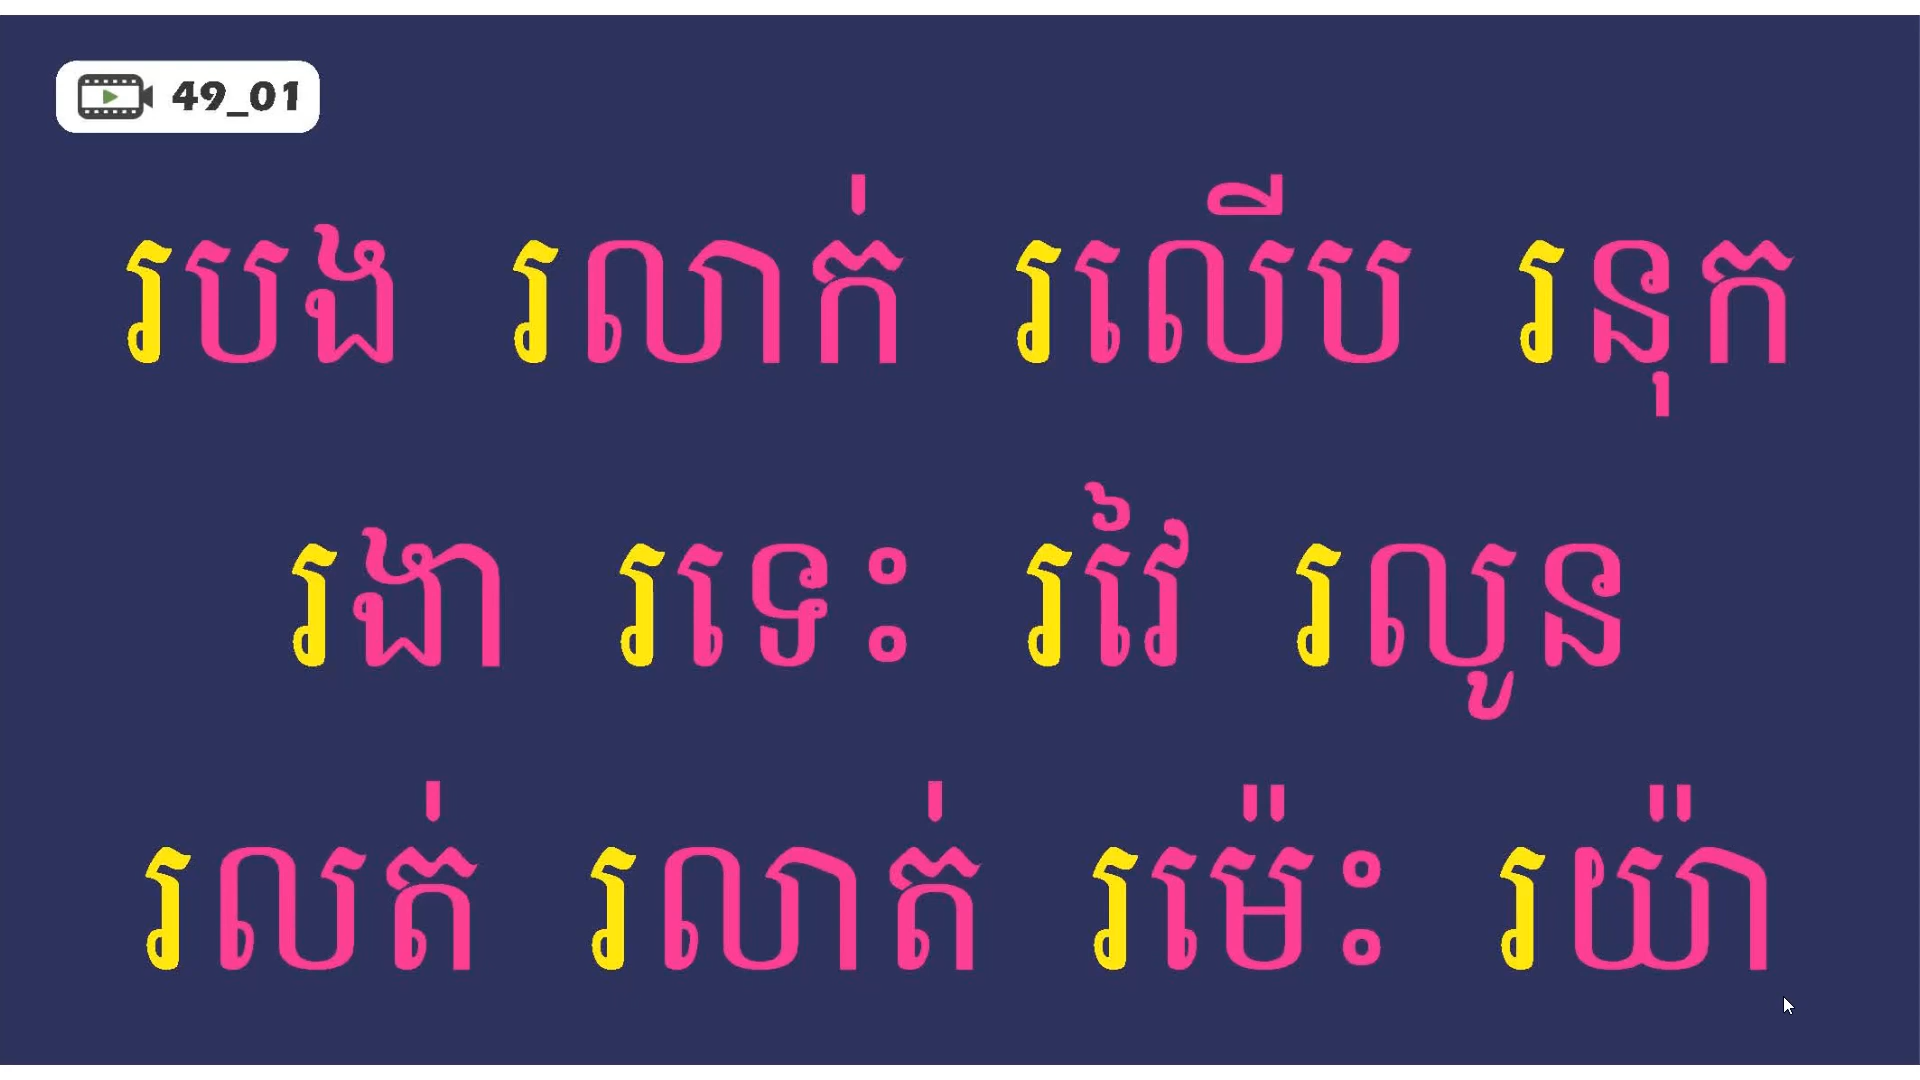 49_01
របង រលាក់ រលើប រនុក
រងា រទេះ រវៃ៎ រលូន
រលត់ រលាត់ រម៉េះ រយ៉ា